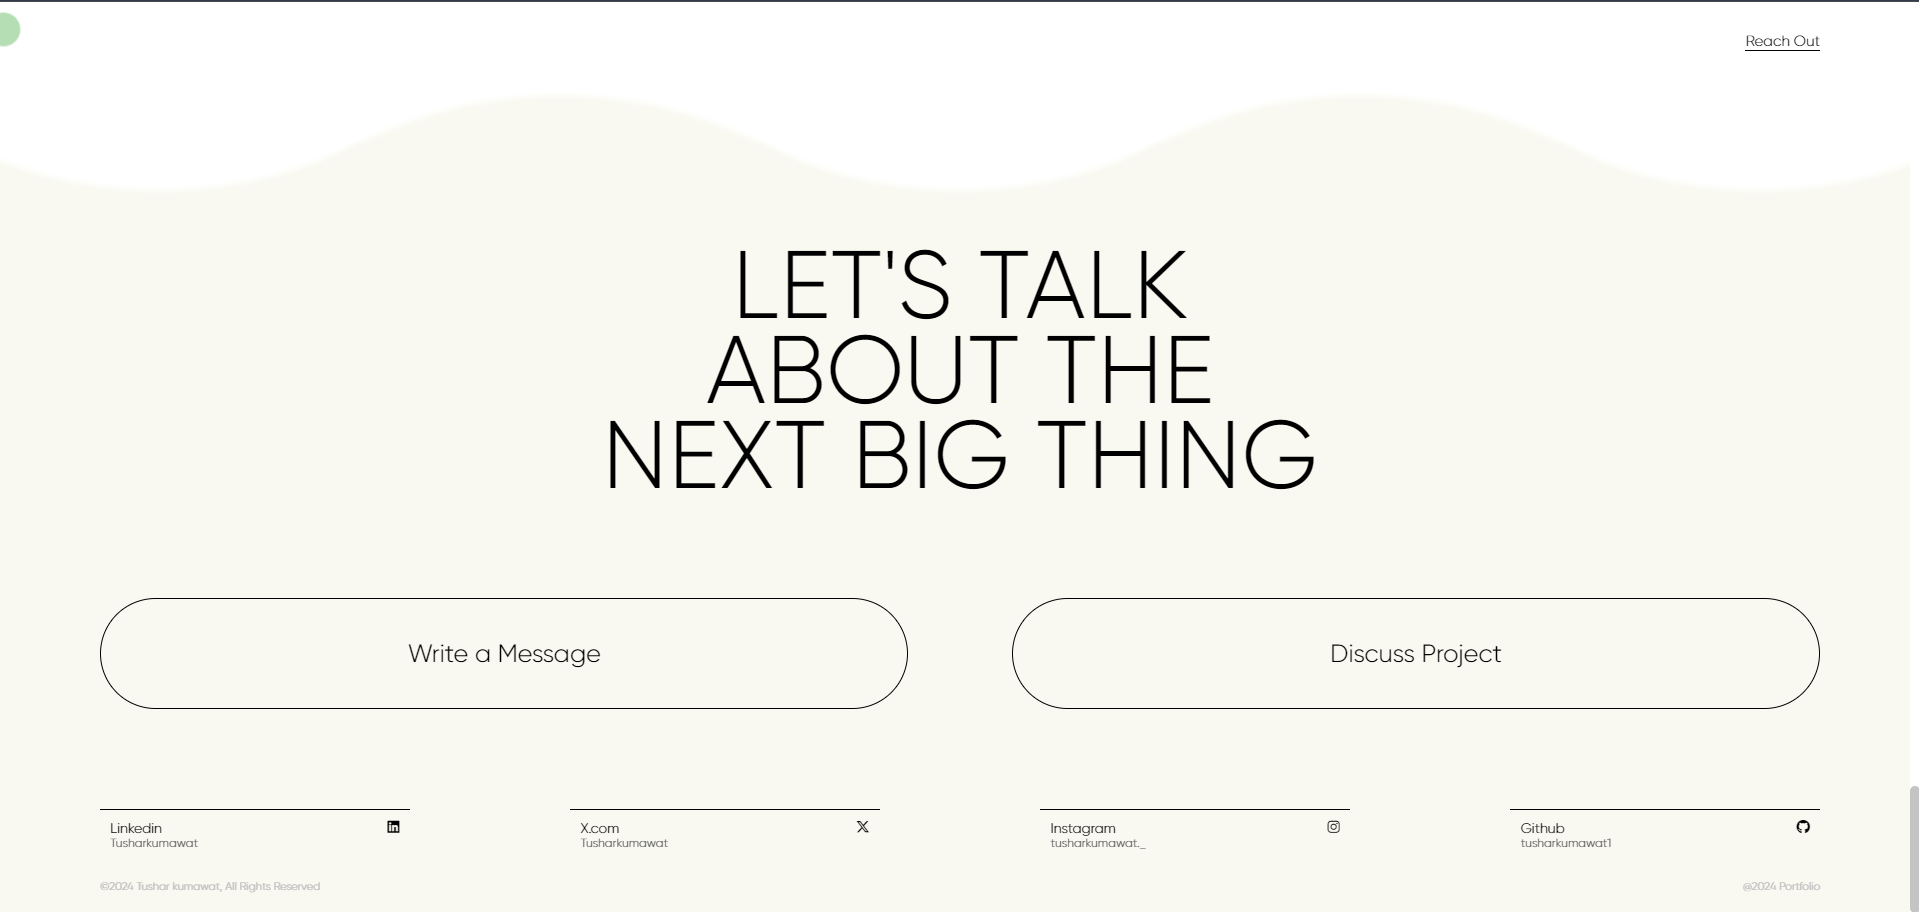 Reach Out
LET'S TALK
ABOUT THE
NEXT BIG THING
Write a Message
Discuss Project
Linkedin
Tusharkumawat
X.com
Tusharkumawat
Instagram
tusharkumawat._
Github
tusharkumawat1
©2024 Tushar kumawat, All Rights Reserved
@2024 Portfolio